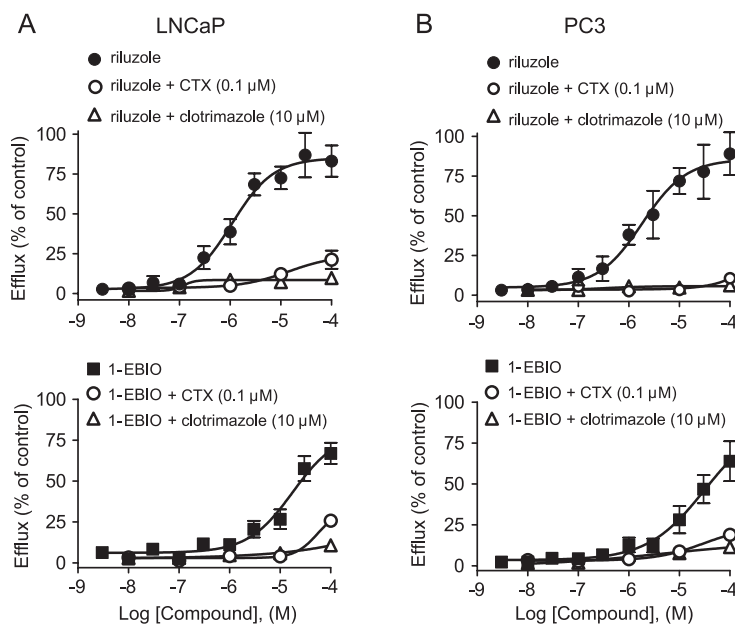 A
LNCaP
riluzole
riluzole + CTX (0.1 µM)
riluzole + clotrimazole (10 µM)
Efflux (% of control)
100
75
50
25
0
-9 -8 -7 -6 -5 -4
1-EBIO
1-EBIO + CTX (0.1 µM)
1-EBIO + clotrimazole (10 µM)
Efflux (% of control)
100
75
50
25
0
-9 -8 -7 -6 -5 -4
Log [Compound], (M)
B
PC3
riluzole
riluzole + CTX (0.1 µM)
riluzole + clotrimazole (10 µM)
Efflux (% of control)
100
75
50
25
0
-9 -8 -7 -6 -5 -4
1-EBIO
1-EBIO + CTX (0.1 µM)
1-EBIO + clotrimazole (10 µM)
Efflux (% of control)
100
75
50
25
0
-9 -8 -7 -6 -5 -4
Log [Compound], (M)